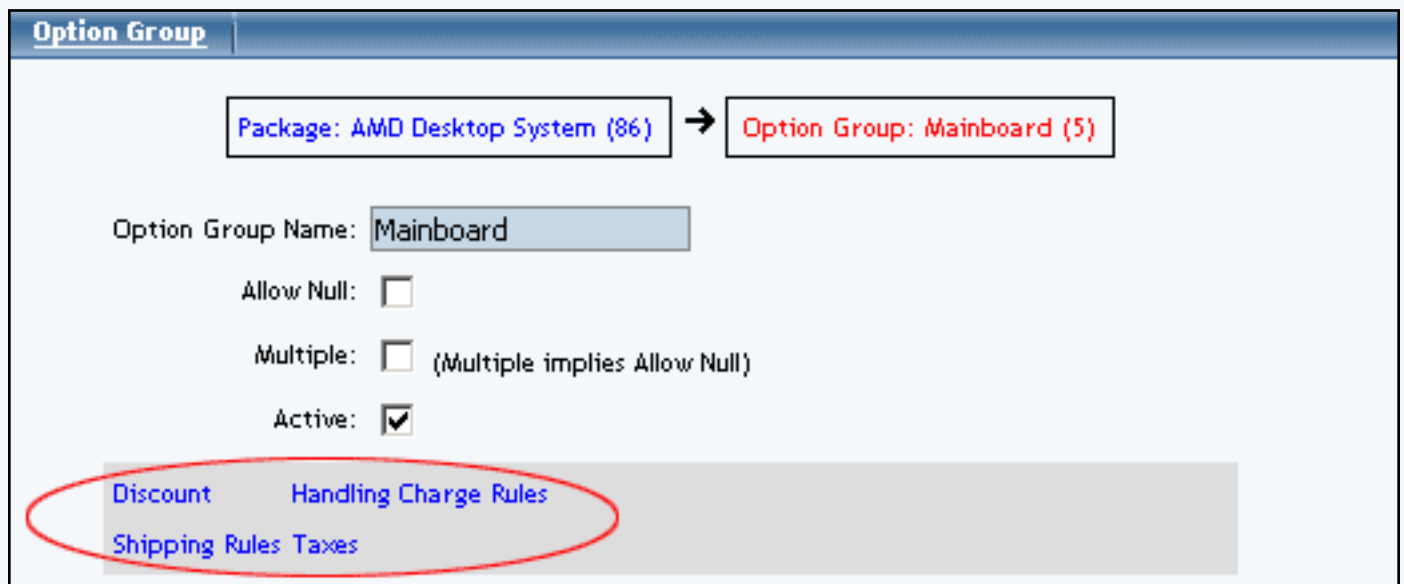 Option Group
Package: AMD Desktop System (86) → Option Group: Mainboard (5)
Option Group Name: Mainboard
Allow Null:
Multiple: (Multiple implies Allow Null)
Active:
Discount Handling Charge Rules
Shipping Rules Taxes